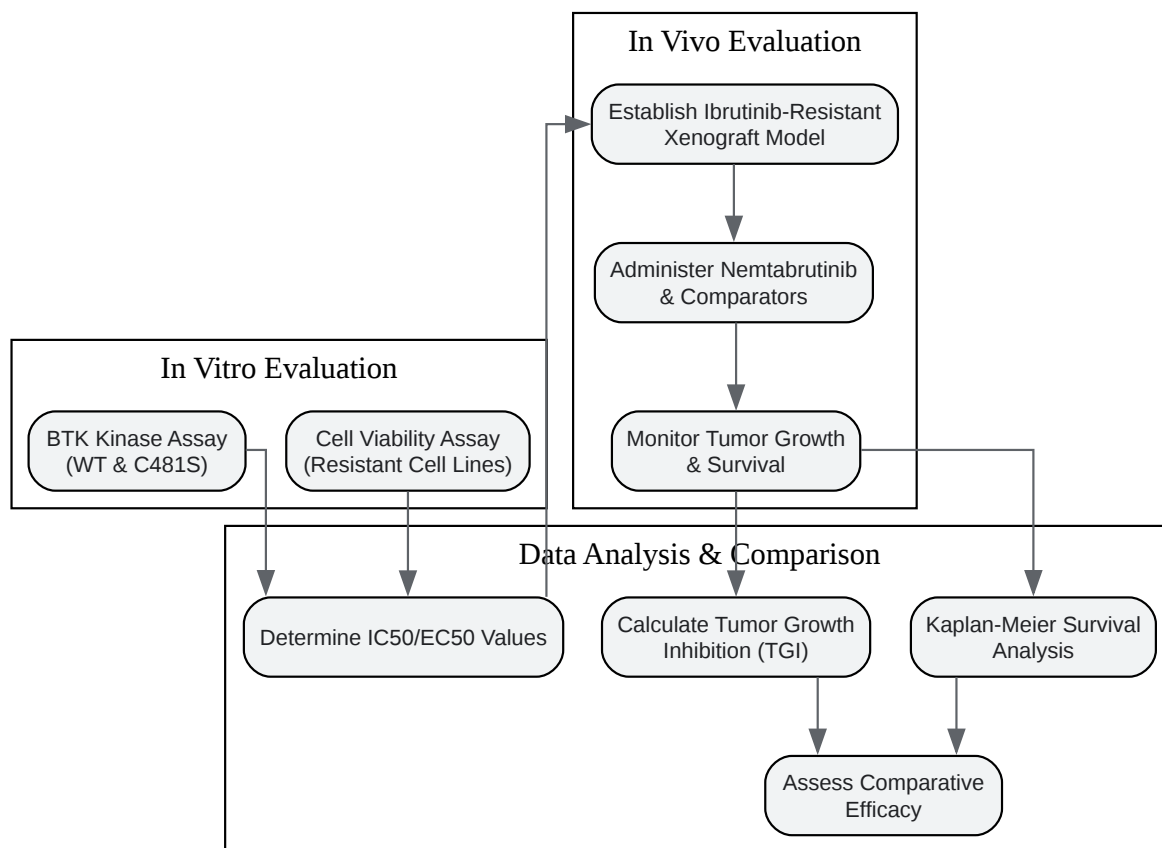 In Vivo Evaluation
Establish Ibrutinib-Resistant
Xenograft Model
Administer Nemtabrutinib
& Comparators
Monitor Tumor Growth
& Survival
In Vitro Evaluation
BTK Kinase Assay
(WT & C481S)
Cell Viability Assay
(Resistant Cell Lines)
Data Analysis & Comparison
Determine IC50/EC50 Values
Calculate Tumor Growth
Inhibition (TGI)
Kaplan-Meier Survival
Analysis
Assess Comparative
Efficacy